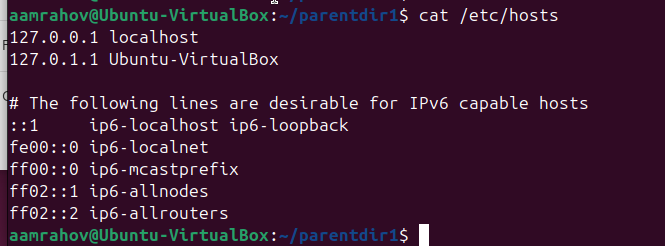 aamrahov@Ubuntu-VirtualBox:~/parentdir1$ cat /etc/hosts
127.0.0.1 localhost
127.0.1.1 Ubuntu-VirtualBox

# The following lines are desirable for IPv6 capable hosts
::1     ip6-localhost ip6-loopback
fe00::0 ip6-localnet
ff00::0 ip6-mcastprefix
ff02::1 ip6-allnodes
ff02::2 ip6-allrouters
aamrahov@Ubuntu-VirtualBox:~/parentdir1$